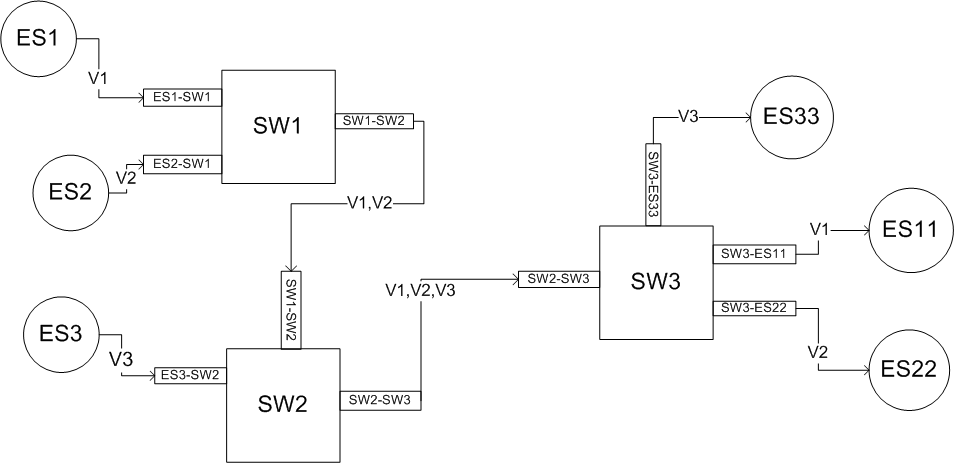 ES1
V1
ES1-SW1
SW1
SW1-SW2
ES2
V2
ES2-SW1
V1,V2
SW1-SW2
ES3
V3
ES3-SW2
SW2
SW2-SW3
V1,V2,V3
SW2-SW3
SW3
SW3-ES33
V3
ES33
SW3-ES11
V1
ES11
SW3-ES22
V2
ES22